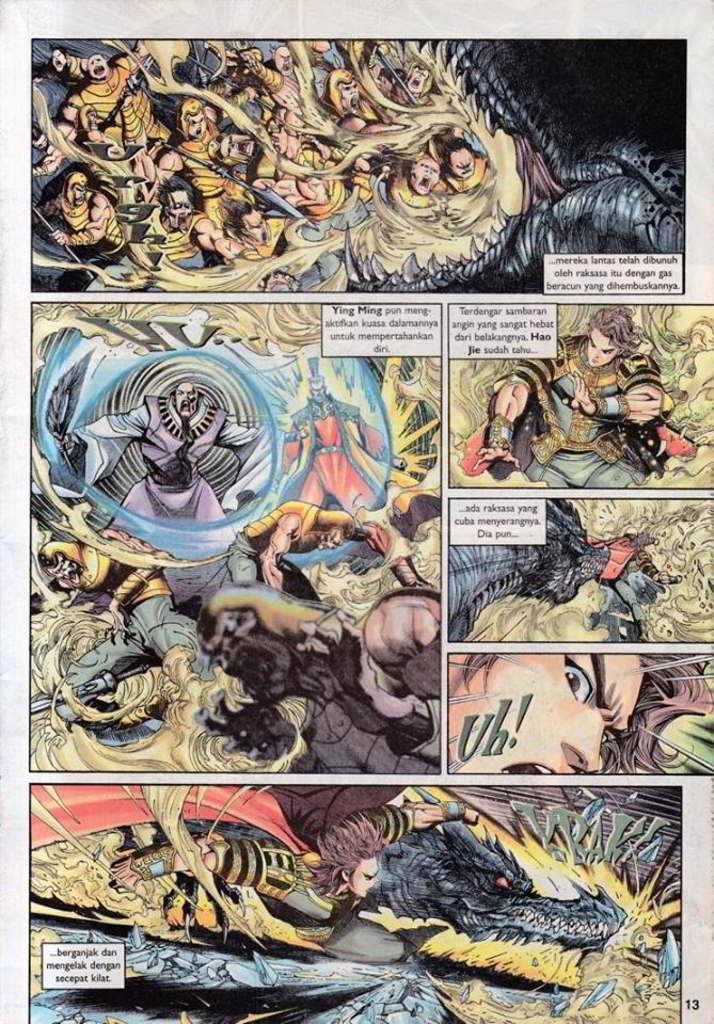 Urgh!
...mereka lantas telah dibunuh
oleh raksasa itu dengan gas
beracun yang dihembuskannya.
Ying Ming pun meng-
aktifkan kuasa dalamannya
untuk mempertahankan
diri.
Terdengar sambaran
angin yang sangat hebat
dari belakangnya. Hao
Jie sudah tahu...
...ada raksasa yang
cuba menyerangnya.
Dia pun...
Uh!
...berganjak dan
mengelak dengan
secepat kilat.
13